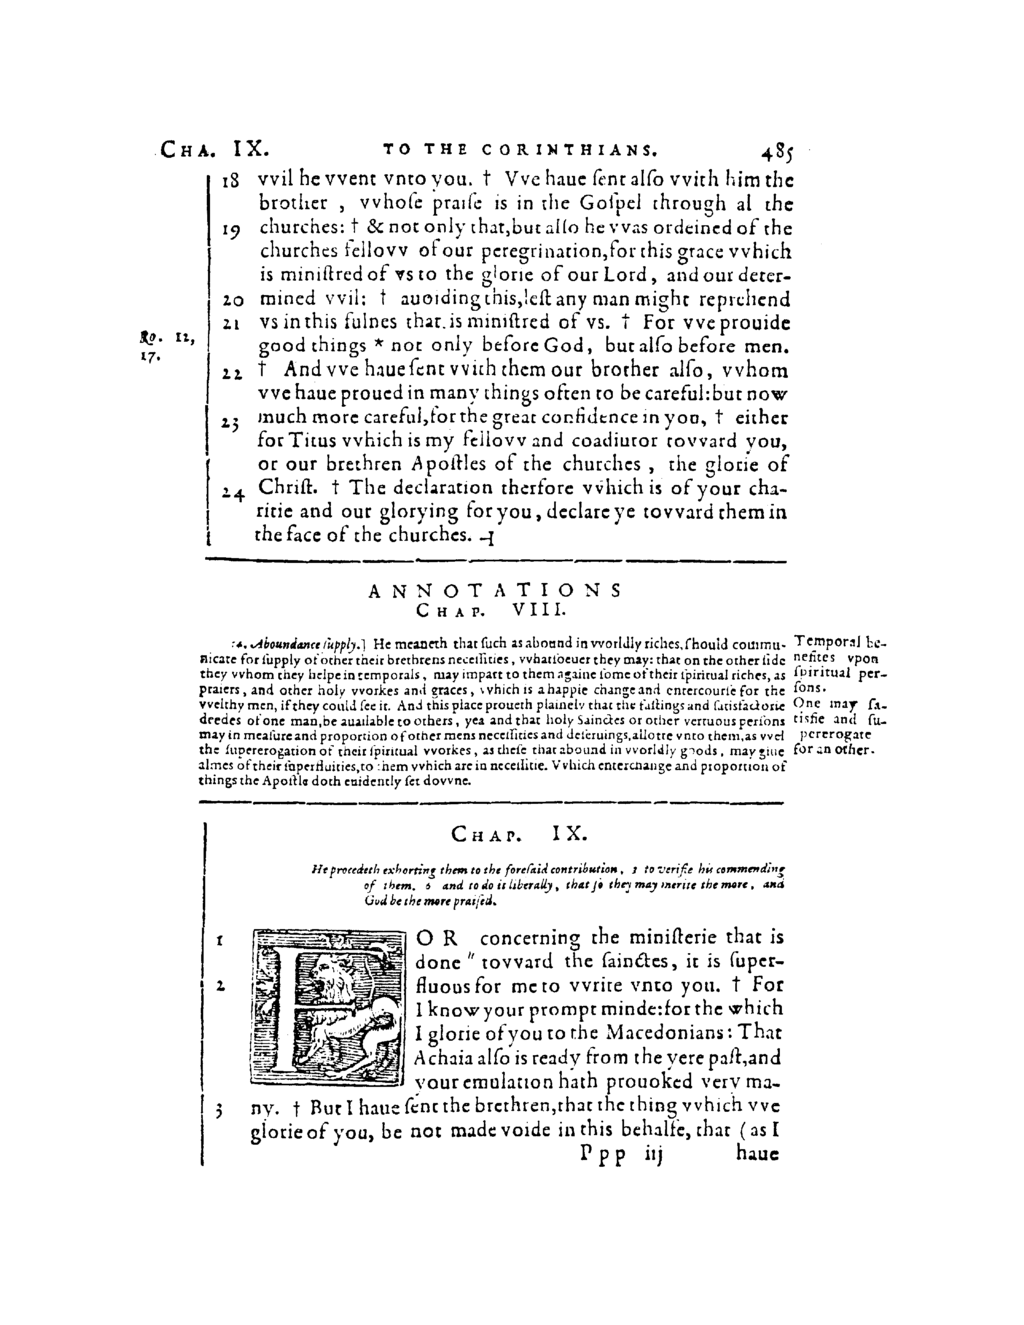 CHA. IX. TO THE CORINTHIANS. 485
18 vvil he vvent vnto you. † Vve haue ſent alſo vvith him the
brother , vvhoſe praiſe is in the Goſpel through al the
19 churches: † & not only that, but alſo he vvas ordeined of the
churches fellovv of our peregrination, for this grace vvhich
is miniſtred of vs to the glorie of our Lord, and our deter-
20 mined vvil: † auoiding this, leſt any man might reprehend
21 vs in this fulnes that is miniſtred of vs. † For vve prouide
Ro. 12, 17.
good things * not only before God, but alſo before men.
22 † And vve haue ſent vvith them our brother alſo, vvhom
vve haue proued in many things often to be careful: but now
23 much more careful, for the great confidence in you, † either
for Titus vvhich is my fellovv and coadiutor tovvard you,
or our brethren Apoſtles of the churches , the glorie of
24 Chriſt. † The declaration therfore vvhich is of your cha-
ritie and our glorying for you, declare ye tovvard them in
the face of the churches. ⊣
ANNOTATIONS
CHAP. VIII.
14. Aboundance ſupply.] He meaneth that ſuch as abound in vvorldly riches, ſhould commu-
nicate for ſupply of other their brethrens neceſſities, vvhatſoeuer they may: that on the other ſide
they vvhom they helpe in temporals, may impart to them againe ſome of their ſpiritual riches, as
praiers, and other holy vvorkes and graces, vvhich is a happie change and entercourſe for the
vvelthy men, if they could ſee it. And this place proueth plainely that the faſtings and ſatisfactorie
deedes of one man, be auailable to others, yea and that holy Sainctes or other vertuous perſons
may in meaſure and proportion of other mens neceſſities and deſeruings, allotte vnto them, as vvel
the ſupererogation of their ſpiritual vvorkes, as theſe that abound in vvorldly goods, may giue
almes of their ſuperfluities, to them vvhich are in neceſſitie. Vvhich enterchange and proportion of
things the Apoſtle doth euidently ſet dovvne.
Temporal be-
nefites vpon
ſpiritual per-
ſons.
One may ſa-
tisfie and ſu-
pererogate
for an other.
CHAP. IX.
He procedeth exhorting them to the foreſaid contribution, 3 to verifie his commending
of them, 6 and to do it liberally, that ſo they may merite the more, and
God be the more praiſed.
1 FOR concerning the miniſterie that is
done " tovvard the ſainctes, it is ſuper-
2 fluous for me to vvrite vnto you. † For
I know your prompt minde: for the which
I glorie of you to the Macedonians: That
Achaia alſo is ready from the yere paſt, and
your emulation hath prouoked very ma-
3 ny. † But I haue ſent the brethren, that the thing vvhich vve
glorie of you, be not made voide in this behalfe, that (as I
Ppp iij haue